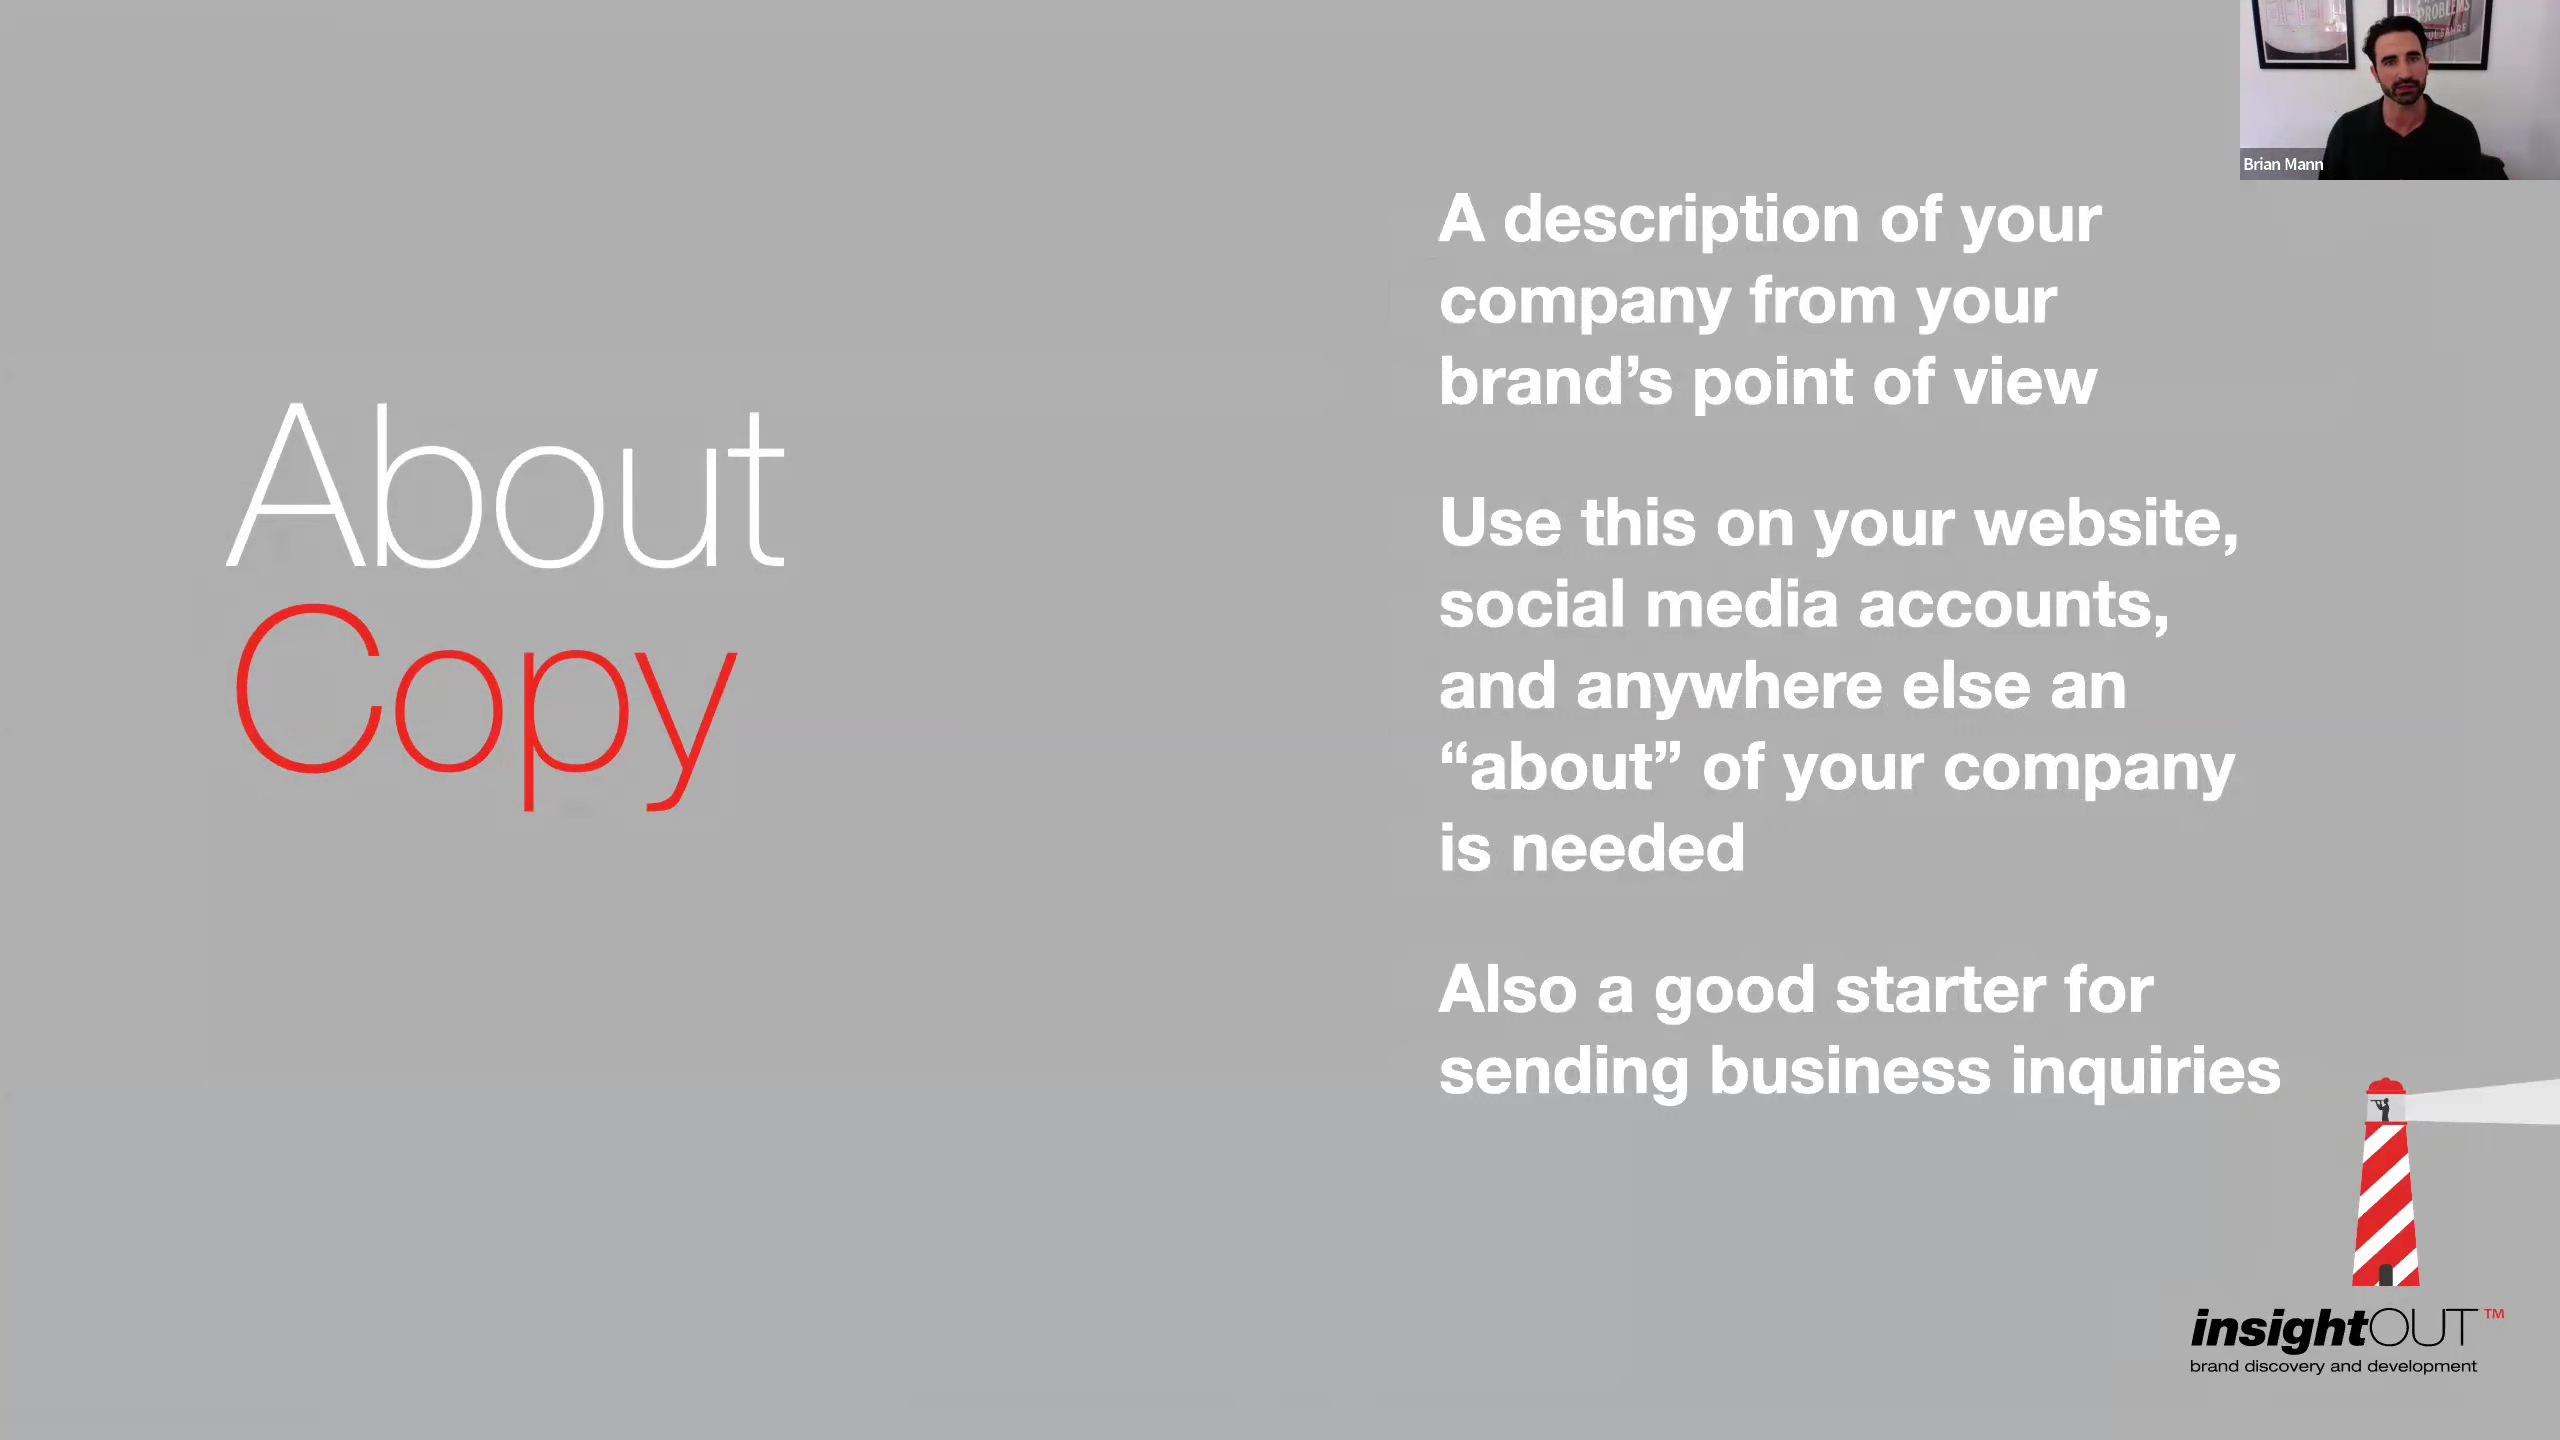 PROBLEMS
Brian Mann
About
Copy
A description of your
company from your
brand’s point of view
Use this on your website,
social media accounts,
and anywhere else an
“about” of your company
is needed
Also a good starter for
sending business inquiries
insightOUT™
brand discovery and development